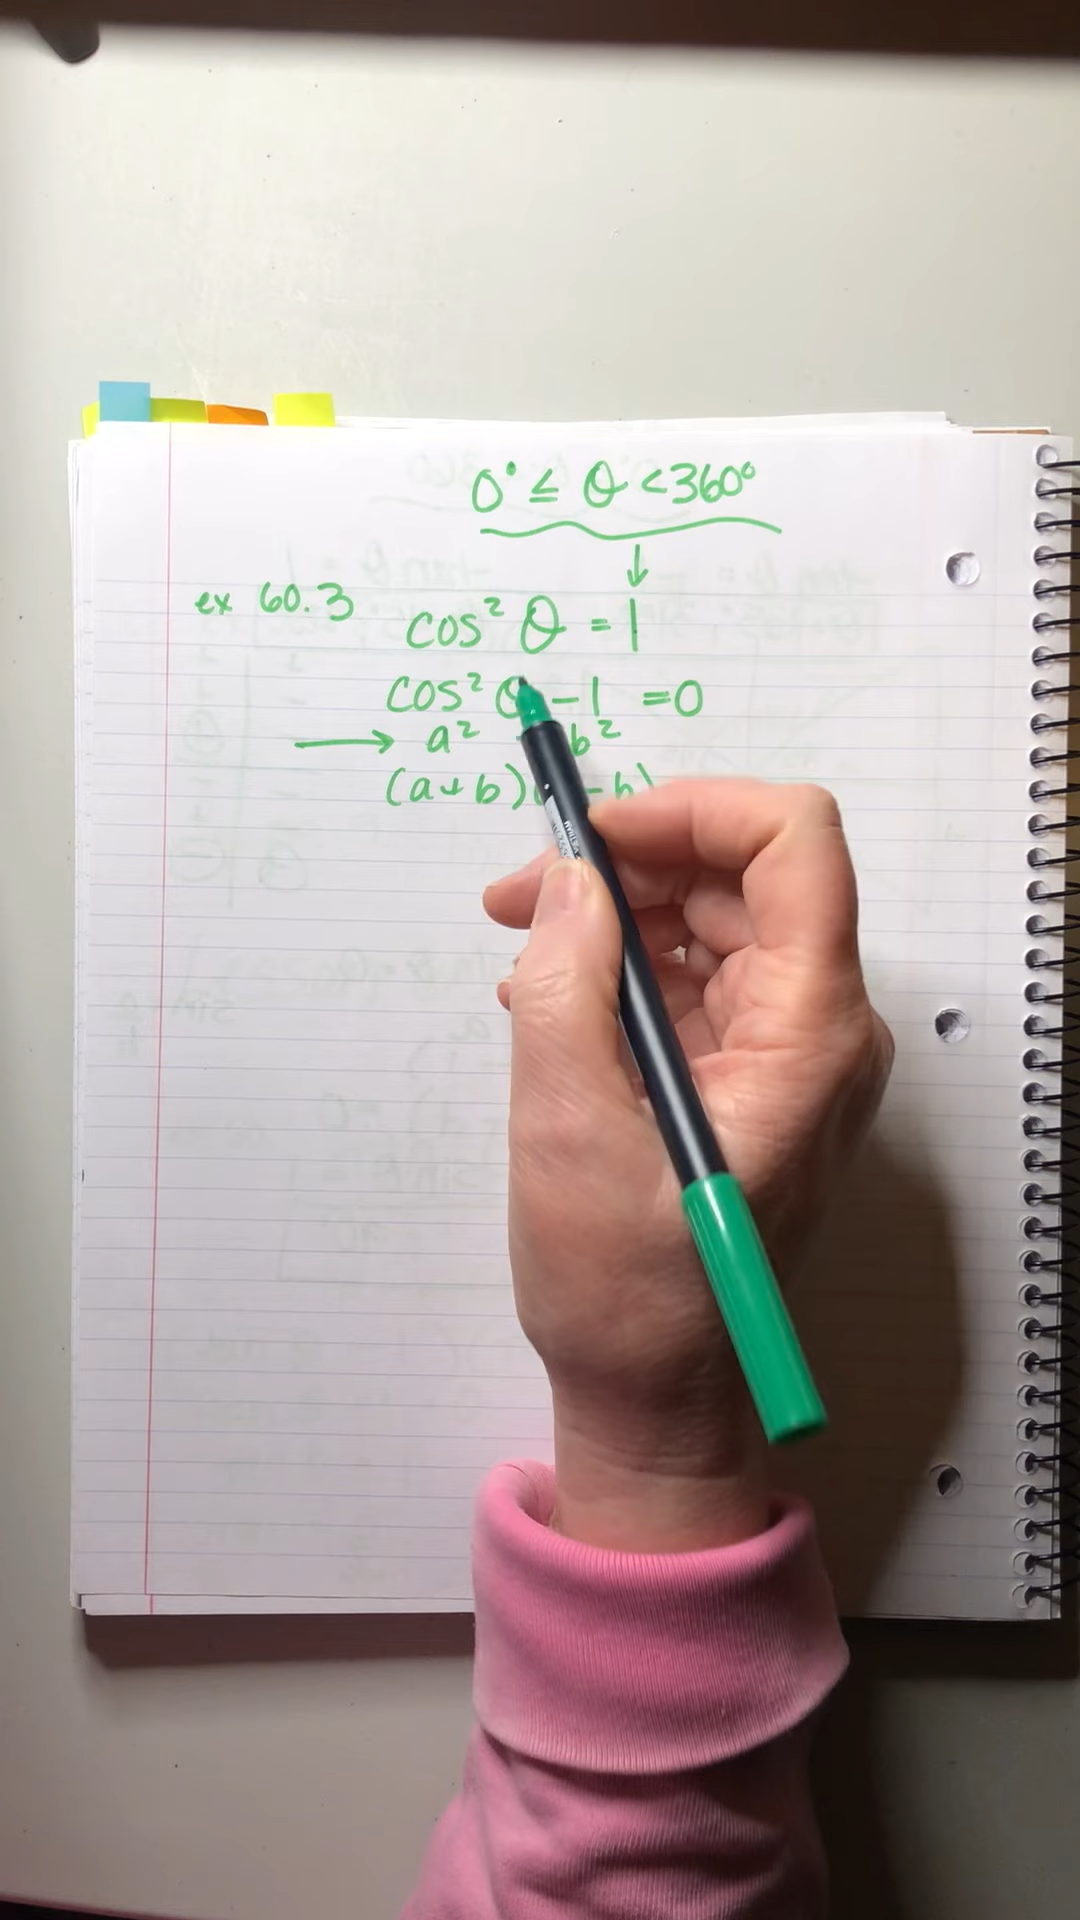 0° ≤ θ < 360°
↓
ex 60.3
cos² θ = 1
cos² θ - 1 = 0
→ a² b²
(a+b)( - b)